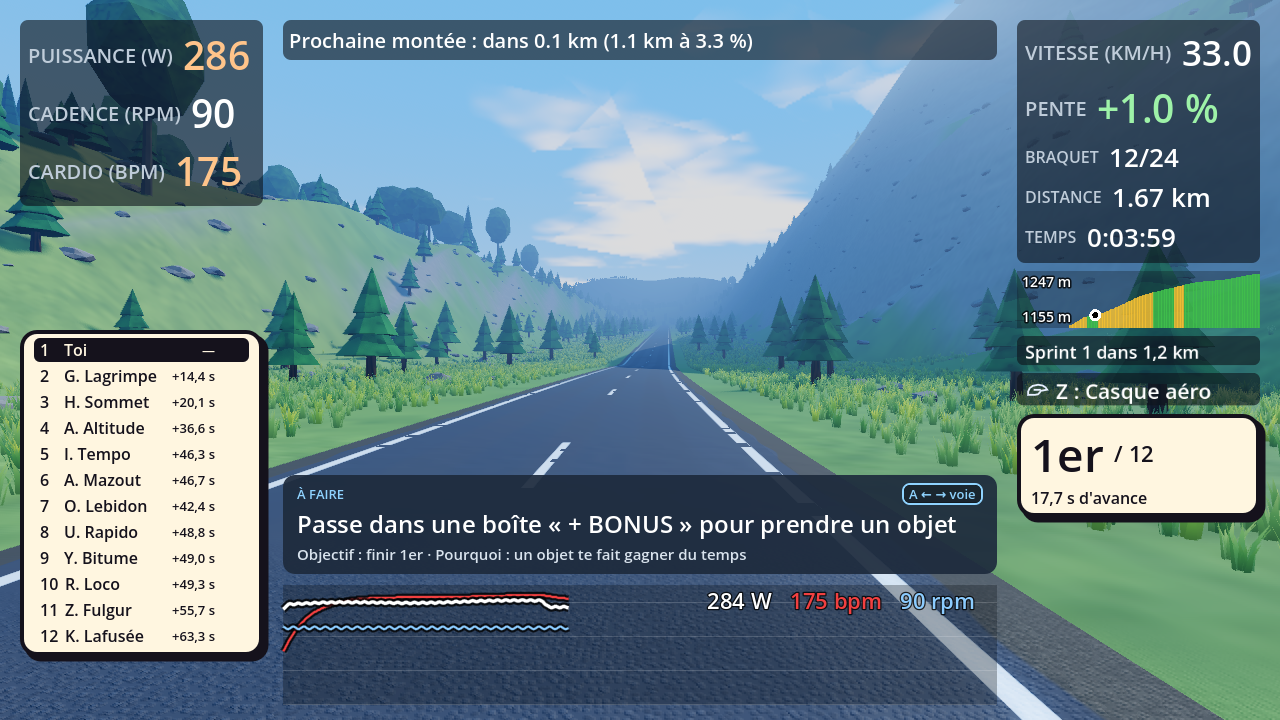 PUISSANCE (W) 286
CADENCE (RPM) 90
CARDIO (BPM) 175
Prochaine montée : dans 0.1 km (1.1 km à 3.3 %)
VITESSE (KM/H) 33.0
PENTE +1.0 %
BRAQUET 12/24
DISTANCE 1.67 km
TEMPS 0:03:59
1247 m
1155 m
Sprint 1 dans 1,2 km
Z : Casque aéro
1er / 12
17,7 s d'avance
1 Toi —
2 G. Lagrimpe +14,4 s
3 H. Sommet +20,1 s
4 A. Altitude +36,6 s
5 I. Tempo +46,3 s
6 A. Mazout +46,7 s
7 O. Lebidon +42,4 s
8 U. Rapido +48,8 s
9 Y. Bitume +49,0 s
10 R. Loco +49,3 s
11 Z. Fulgur +55,7 s
12 K. Lafusée +63,3 s
À FAIRE
A ← → voie
Passe dans une boîte « + BONUS » pour prendre un objet
Objectif : finir 1er · Pourquoi : un objet te fait gagner du temps
284 W 175 bpm 90 rpm